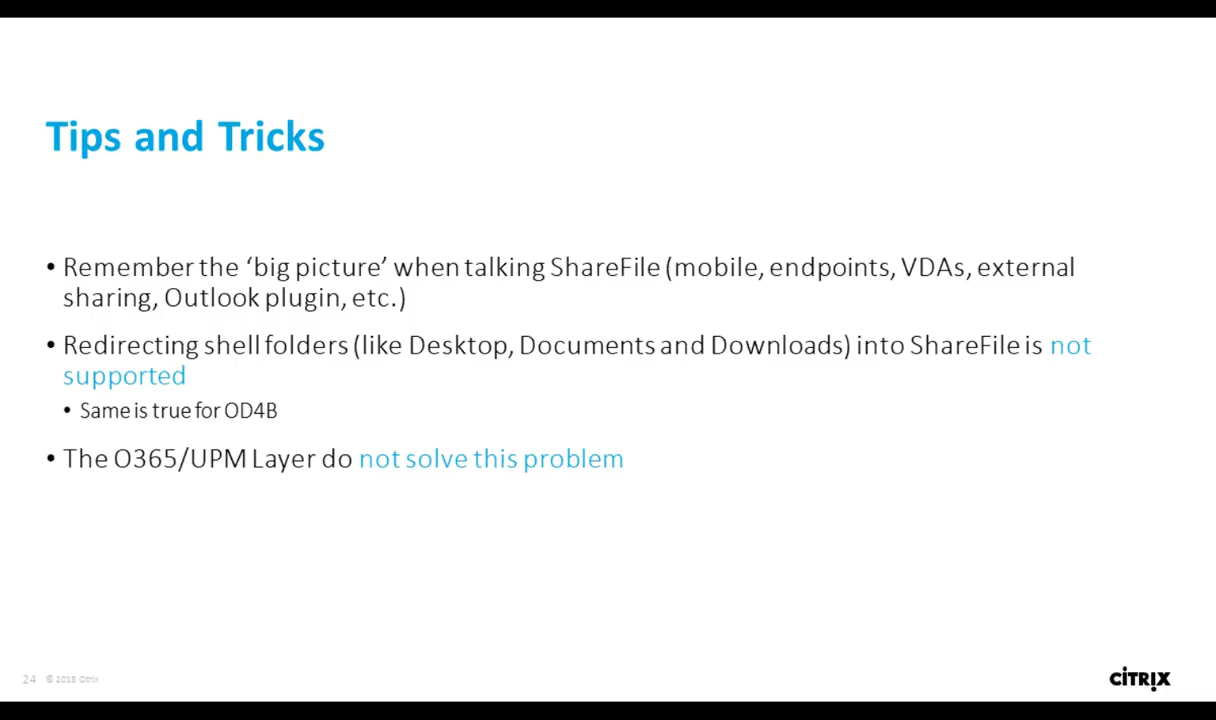 Tips and Tricks
• Remember the ‘big picture’ when talking ShareFile (mobile, endpoints, VDAs, external
sharing, Outlook plugin, etc.)
• Redirecting shell folders (like Desktop, Documents and Downloads) into ShareFile is not
supported
• Same is true for OD4B
• The O365/UPM Layer do not solve this problem
24 © 2018 Citrix
CITRIX